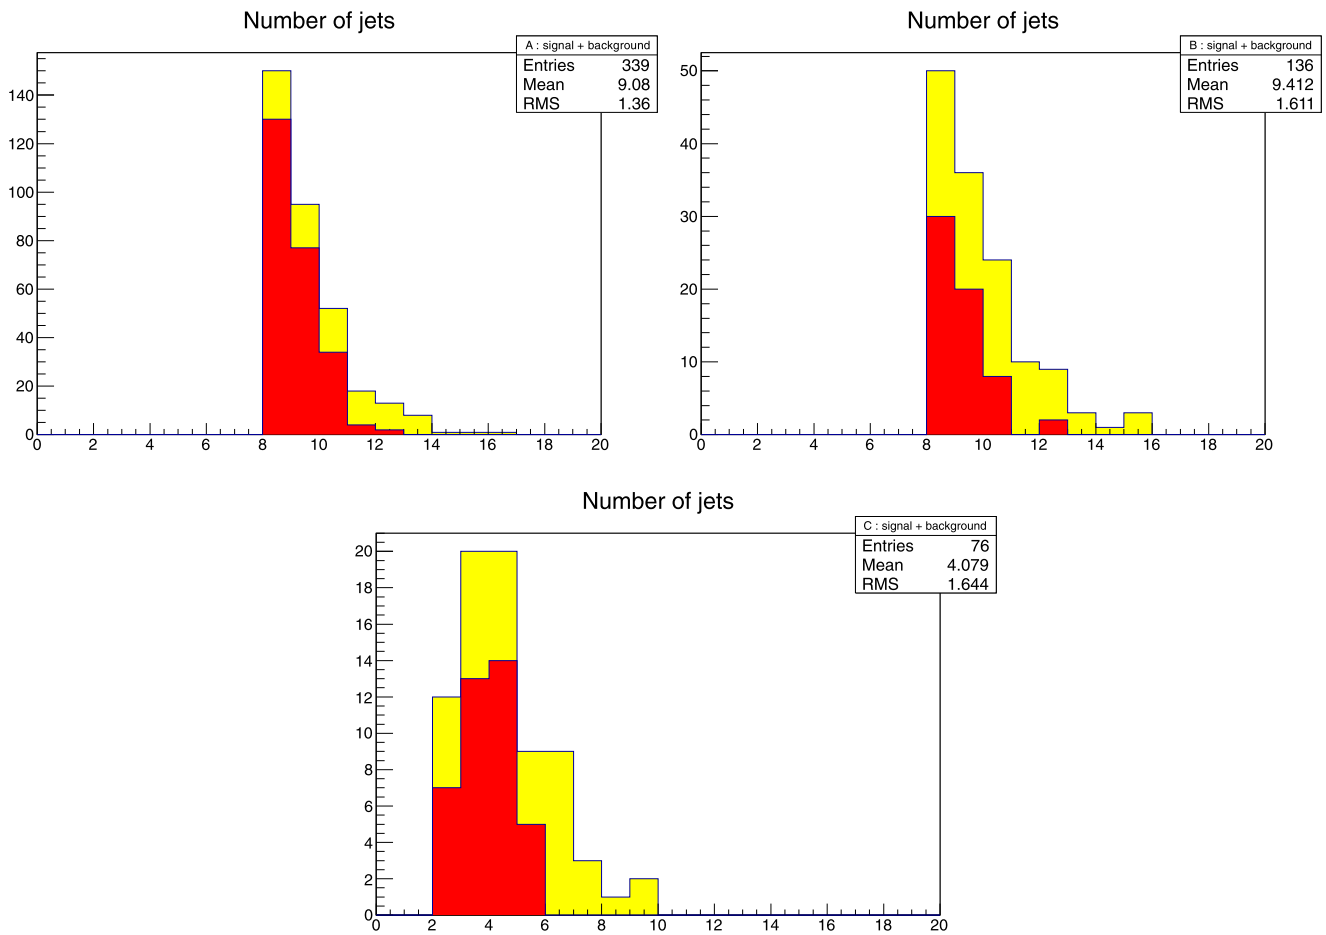 Number of jets
A : signal + background
Entries 339
Mean 9.08
RMS 1.36
140
120
100
80
60
40
20
0
0 2 4 6 8 10 12 14 16 18 20
Number of jets
B : signal + background
Entries 136
Mean 9.412
RMS 1.611
50
40
30
20
10
0
0 2 4 6 8 10 12 14 16 18 20
Number of jets
C : signal + background
Entries 76
Mean 4.079
RMS 1.644
20
18
16
14
12
10
8
6
4
2
0
0 2 4 6 8 10 12 14 16 18 20